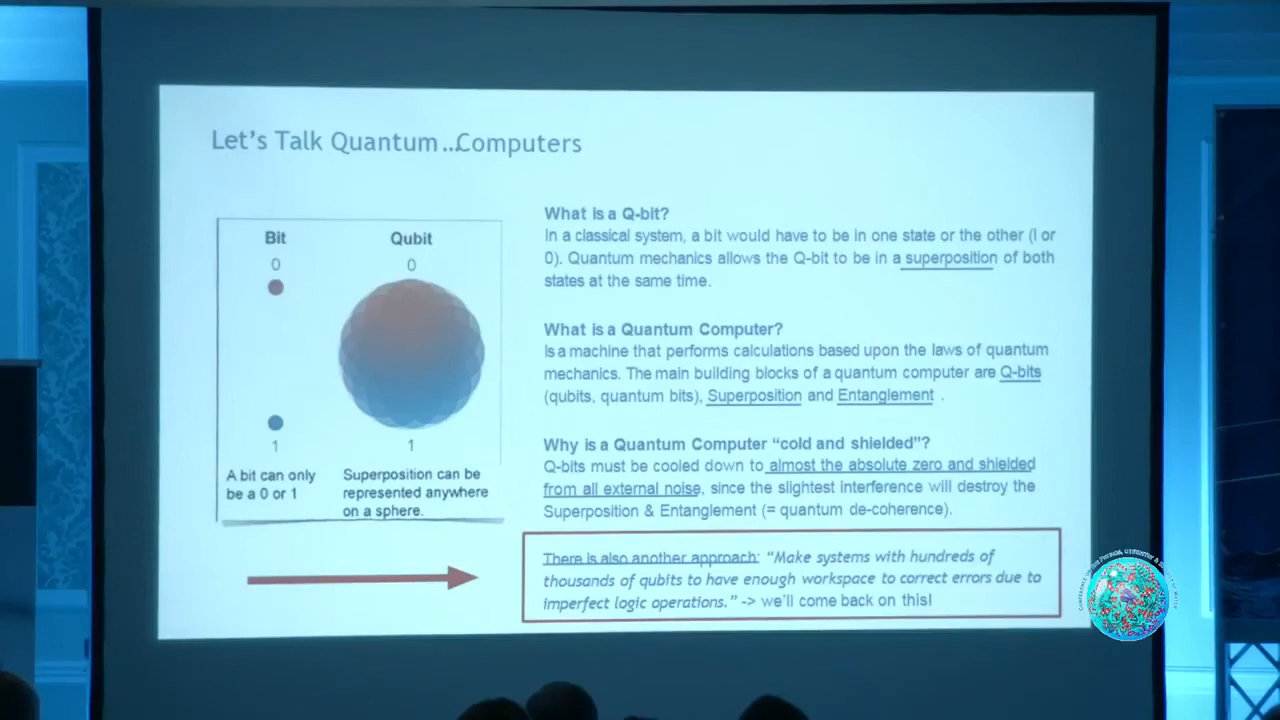 Let's Talk Quantum…Computers
Bit
Qubit
0
0
1
1
A bit can only
be a 0 or 1
Superposition can be
represented anywhere
on a sphere.
What is a Q-bit?
In a classical system, a bit would have to be in one state or the other (I or
0). Quantum mechanics allows the Q-bit to be in a superposition of both
states at the same time.
What is a Quantum Computer?
Is a machine that performs calculations based upon the laws of quantum
mechanics. The main building blocks of a quantum computer are Q-bits
(qubits, quantum bits), Superposition and Entanglement .
Why is a Quantum Computer “cold and shielded”?
Q-bits must be cooled down to almost the absolute zero and shielded
from all external noise, since the slightest interference will destroy the
Superposition & Entanglement (= quantum de-coherence).
There is also another approach: “Make systems with hundreds of
thousands of qubits to have enough workspace to correct errors due to
imperfect logic operations.” -> we'll come back on this!